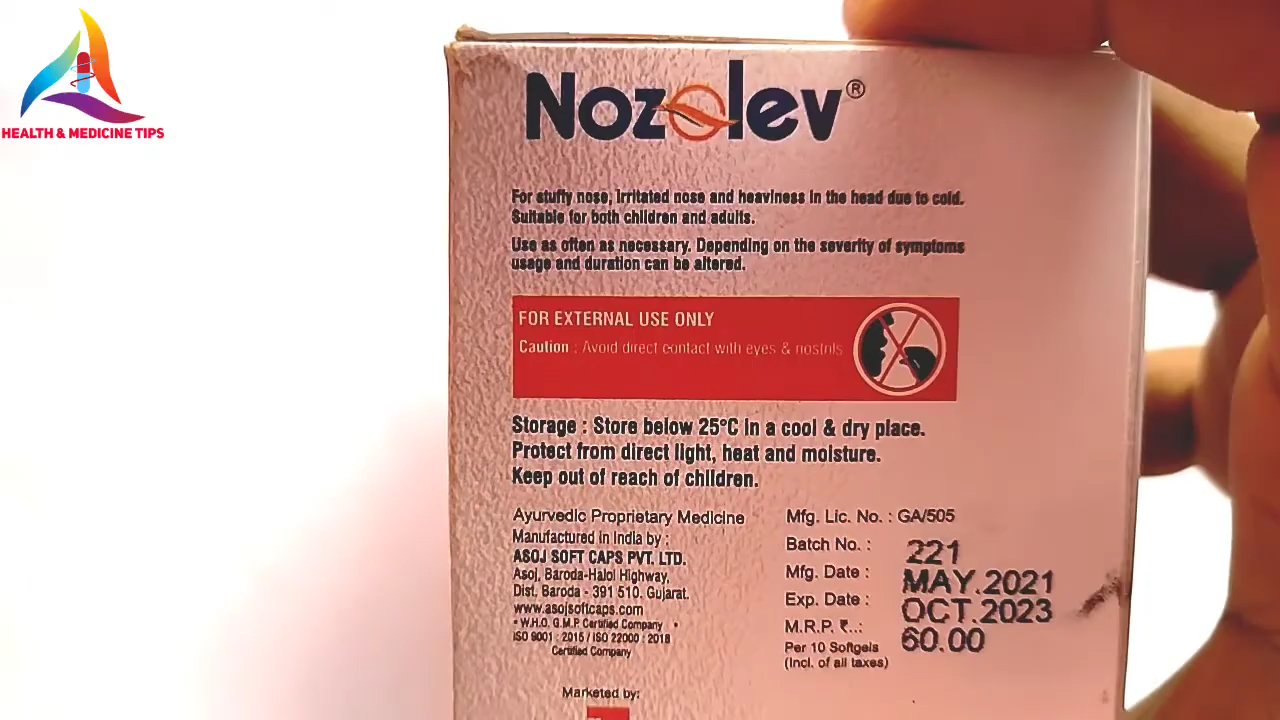 HEALTH & MEDICINE TIPS
Nozolev®
For stuffy nose, irritated nose and heaviness in the head due to cold.
Suitable for both children and adults.
Use as often as necessary. Depending on the severity of symptoms
usage and duration can be altered.
FOR EXTERNAL USE ONLY
Caution : Avoid direct contact with eyes & nostrils
Storage : Store below 25°C in a cool & dry place.
Protect from direct light, heat and moisture.
Keep out of reach of children.
Ayurvedic Proprietary Medicine
Manufactured in India by :
ASOJ SOFT CAPS PVT. LTD.
Asoj, Baroda-Halol Highway,
Dist. Baroda - 391 510. Gujarat.
www.asojsoftcaps.com
• W.H.O. G.M.P. Certified Company •
ISO 9001 : 2015 / ISO 22000 : 2018
Certified Company
Marketed by:
Mfg. Lic. No. : GA/505
Batch No. : 221
Mfg. Date : MAY.2021
Exp. Date : OCT.2023
M.R.P. ₹..: 60.00
Per 10 Softgels
(Incl. of all taxes)